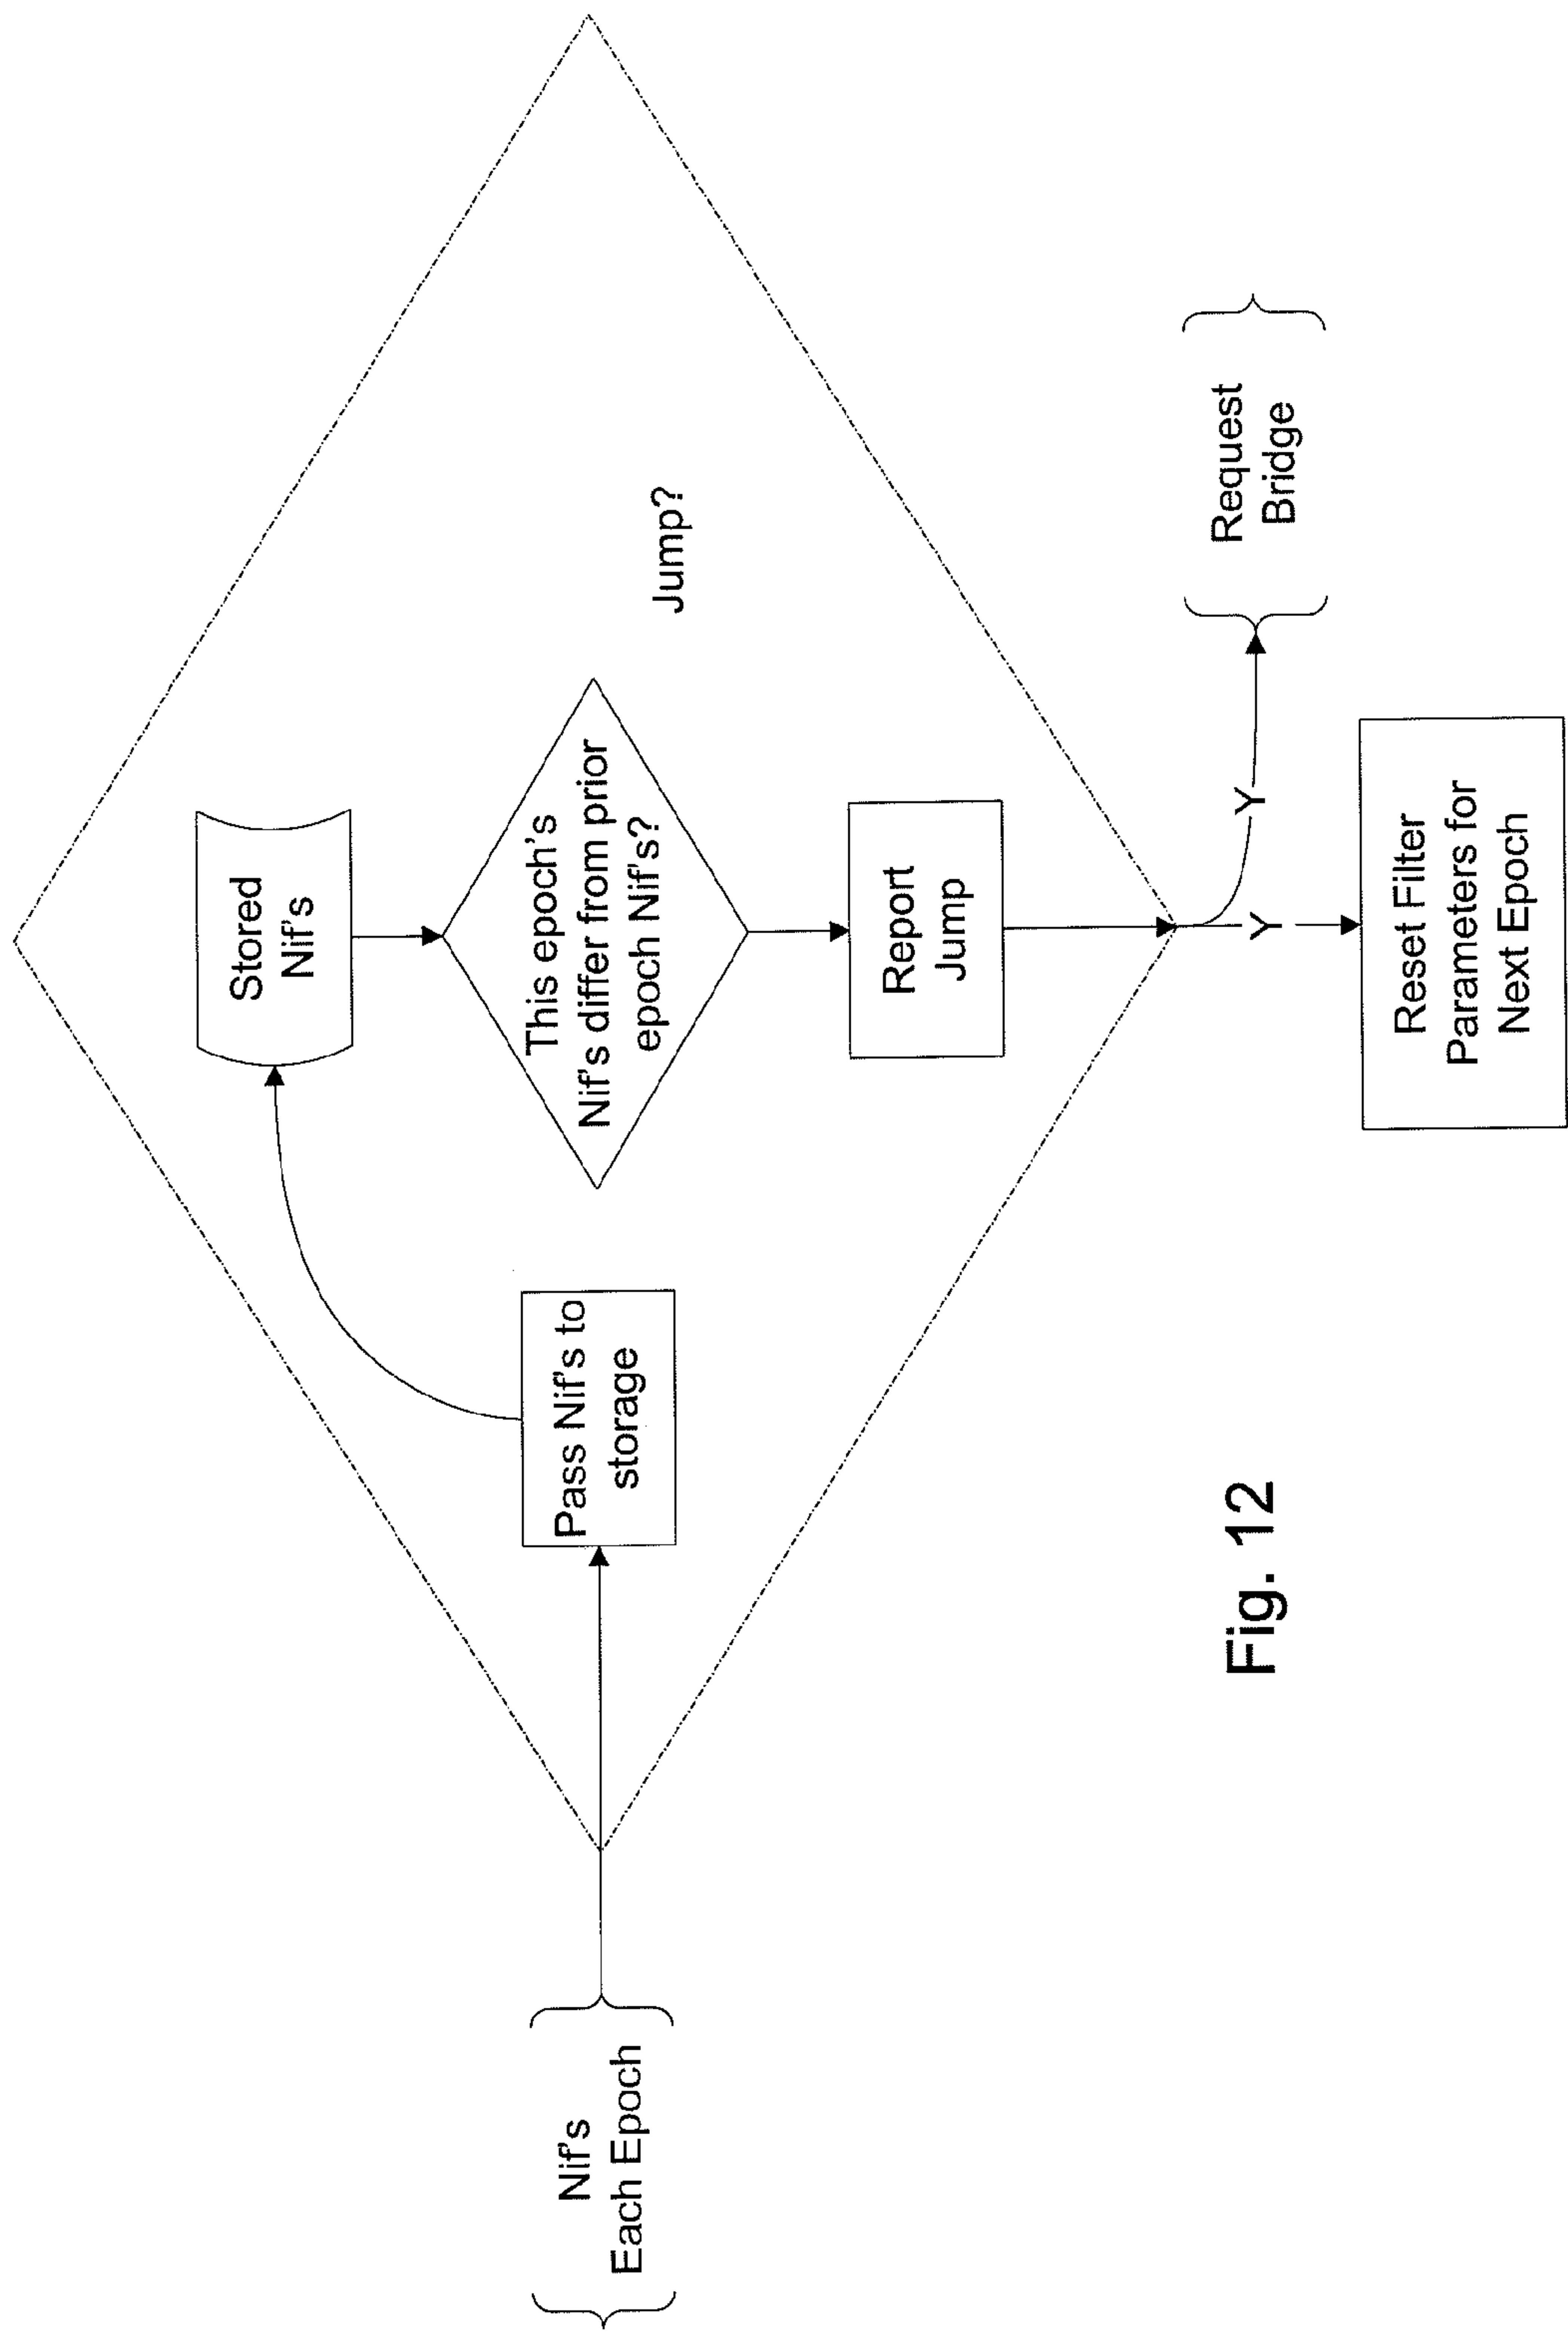 Nif's
Each Epoch
Pass Nif's to
storage
Stored
Nif's
This epoch's
Nif's differ from prior
epoch Nif's?
Jump?
Report
Jump
Y
Y
Request
Bridge
Reset Filter
Parameters for
Next Epoch
Fig. 12